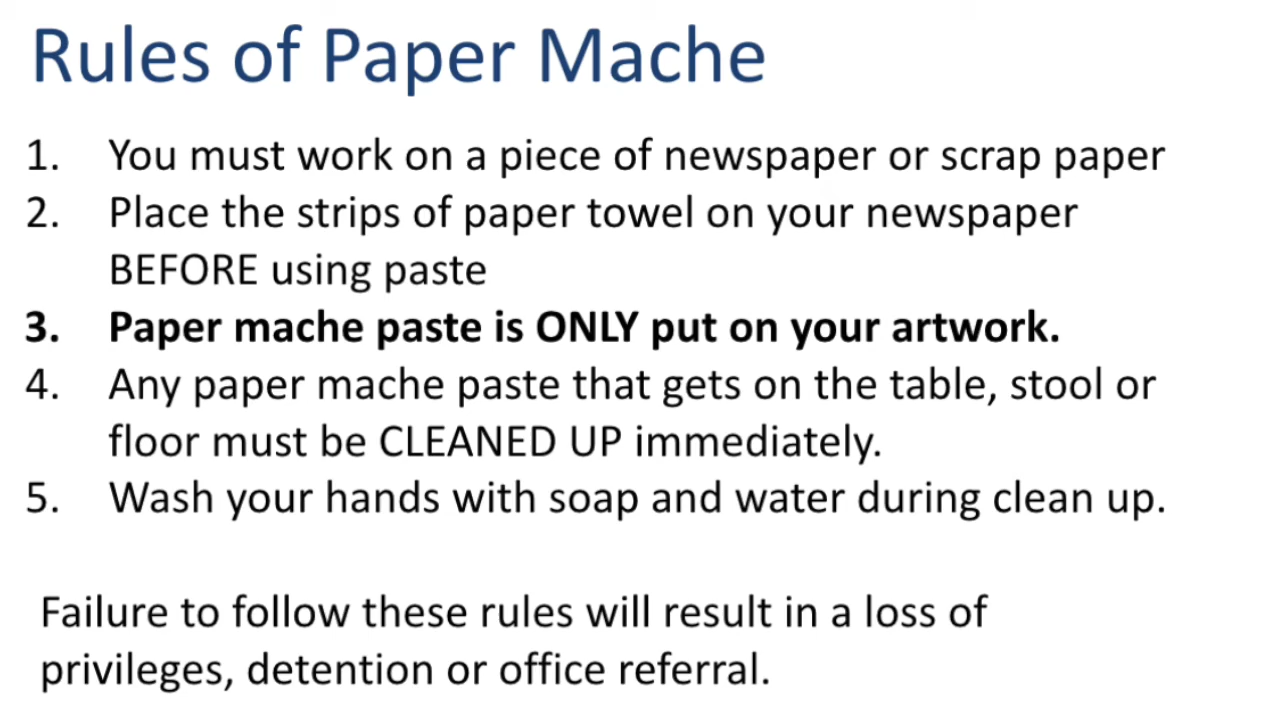 Rules of Paper Mache
1. You must work on a piece of newspaper or scrap paper
2. Place the strips of paper towel on your newspaper
BEFORE using paste
3. Paper mache paste is ONLY put on your artwork.
4. Any paper mache paste that gets on the table, stool or
floor must be CLEANED UP immediately.
5. Wash your hands with soap and water during clean up.
Failure to follow these rules will result in a loss of
privileges, detention or office referral.